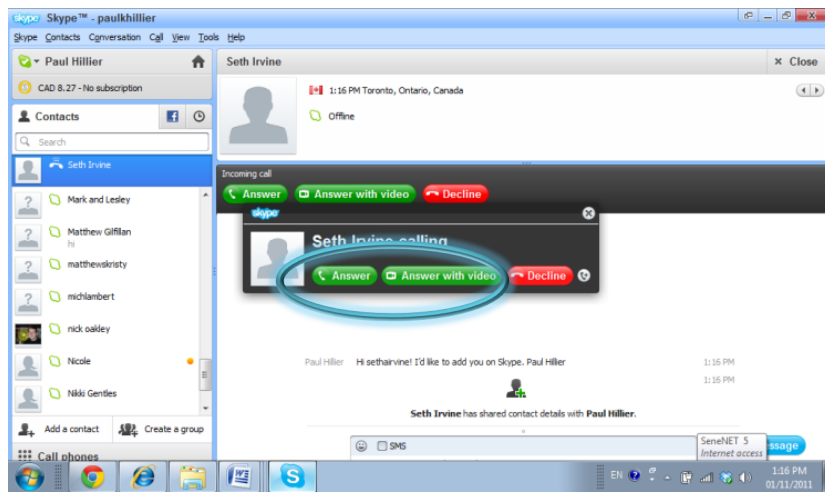 skype Skype™ - paulkhillier
Skype Contacts Conversation Call View Tools Help
Paul Hillier
CAD 8.27 - No subscription
Contacts
Search
Seth Irvine
Mark and Lesley
Matthew Gilfillan
hi
matthewskristy
michlambert
nick oakley
Nicole
Nikki Gentles
Add a contact Create a group
Call phones
Seth Irvine × Close
1:16 PM Toronto, Ontario, Canada
Offline
Incoming call
Answer Answer with video Decline
skype
Seth Irvine calling
Answer Answer with video Decline
Paul Hillier Hi sethairvine! I'd like to add you on Skype. Paul Hillier 1:16 PM
1:16 PM
Seth Irvine has shared contact details with Paul Hillier.
SMS
SeneNET 5
Internet access
EN
1:16 PM
01/11/2011